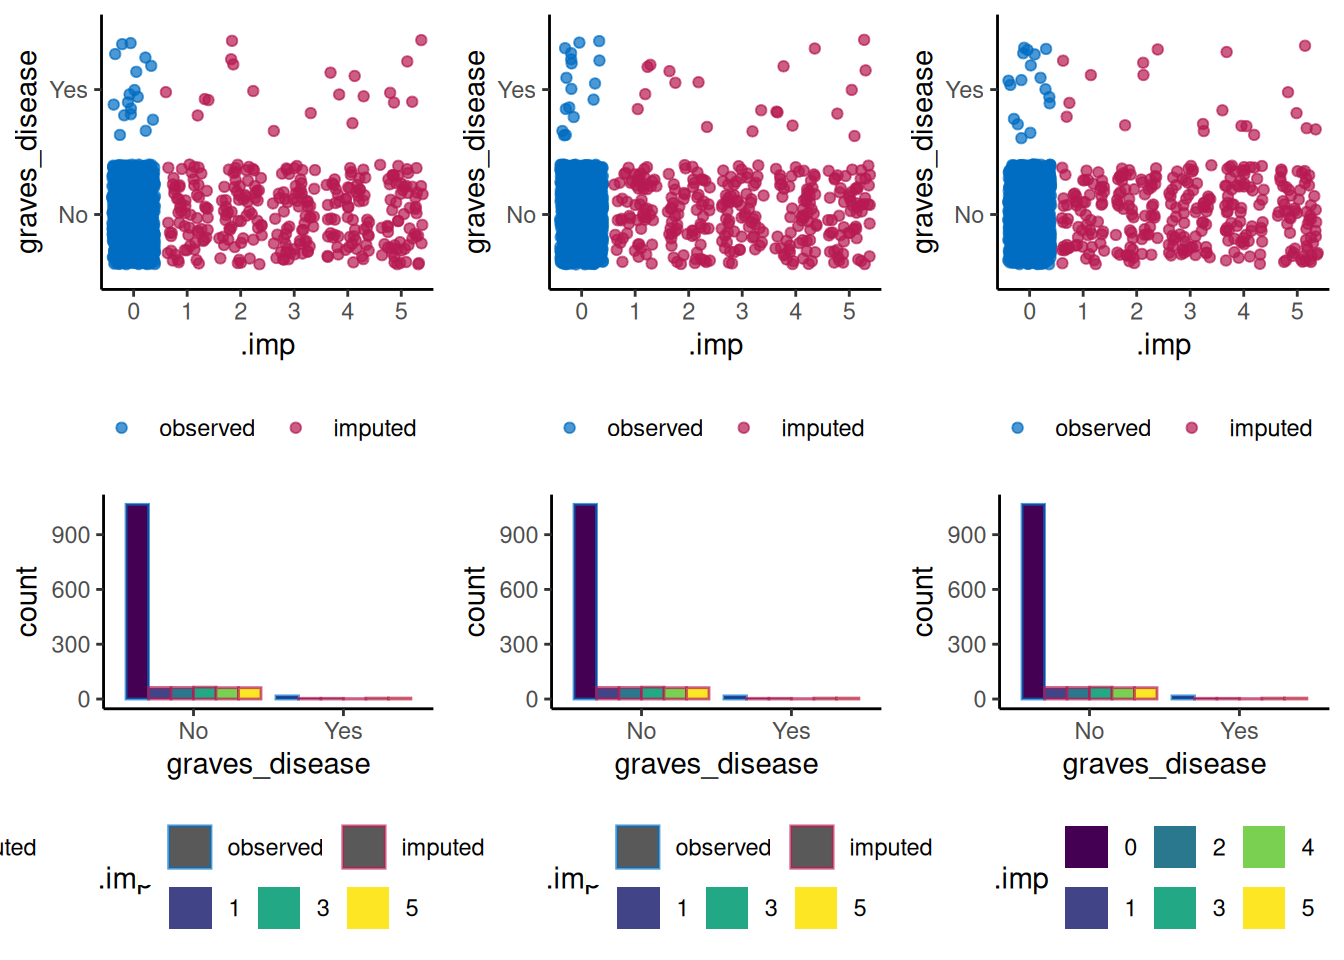 graves_disease Yes No graves_disease Yes No graves_disease Yes No
0 1 2 3 4 5 0 1 2 3 4 5 0 1 2 3 4 5
.imp .imp .imp
observed imputed observed imputed observed imputed
count 900 600 300 0 count 900 600 300 0 count 900 600 300 0
No Yes No Yes No Yes
graves_disease graves_disease graves_disease
uted observed imputed observed imputed 0 2 4
.imp .imp .imp
1 3 5 1 3 5 1 3 5